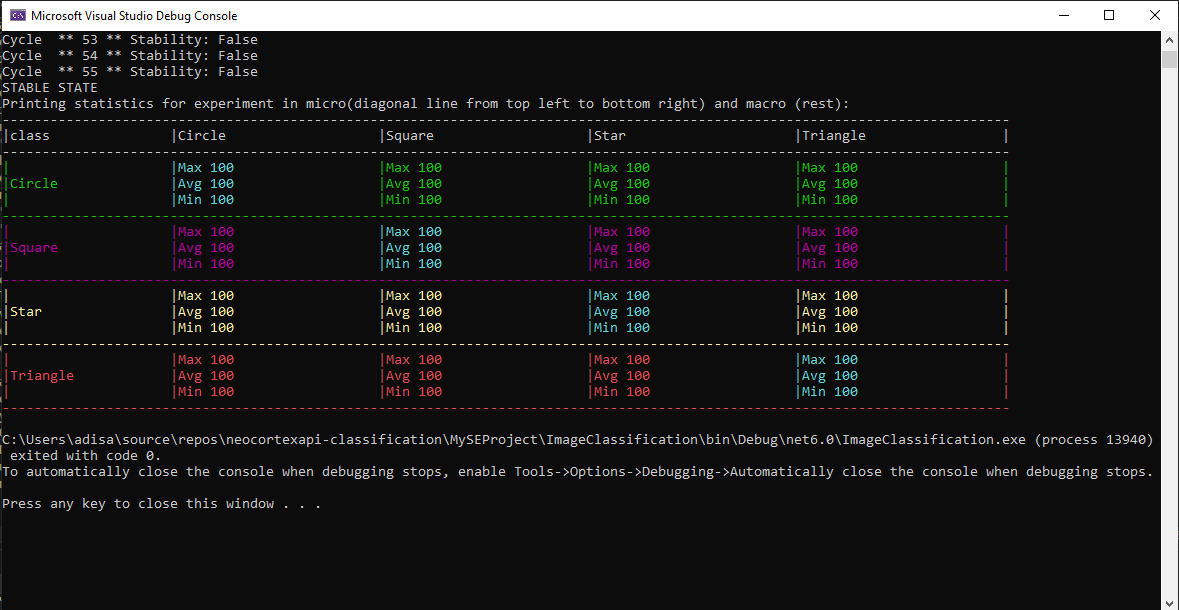 Microsoft Visual Studio Debug Console
Cycle  ** 53 ** Stability: False
Cycle  ** 54 ** Stability: False
Cycle  ** 55 ** Stability: False
STABLE STATE
Printing statistics for experiment in micro(diagonal line from top left to bottom right) and macro (rest):
|class |Circle |Square |Star |Triangle |
| |Max 100 |Max 100 |Max 100 |Max 100 |
|Circle |Avg 100 |Avg 100 |Avg 100 |Avg 100 |
| |Min 100 |Min 100 |Min 100 |Min 100 |
| |Max 100 |Max 100 |Max 100 |Max 100 |
|Square |Avg 100 |Avg 100 |Avg 100 |Avg 100 |
| |Min 100 |Min 100 |Min 100 |Min 100 |
| |Max 100 |Max 100 |Max 100 |Max 100 |
|Star |Avg 100 |Avg 100 |Avg 100 |Avg 100 |
| |Min 100 |Min 100 |Min 100 |Min 100 |
| |Max 100 |Max 100 |Max 100 |Max 100 |
|Triangle |Avg 100 |Avg 100 |Avg 100 |Avg 100 |
| |Min 100 |Min 100 |Min 100 |Min 100 |
C:\Users\adisa\source\repos\neocortexapi-classification\MySEProject\ImageClassification\bin\Debug\net6.0\ImageClassification.exe (process 13940)
exited with code 0.
To automatically close the console when debugging stops, enable Tools->Options->Debugging->Automatically close the console when debugging stops.
Press any key to close this window . . .